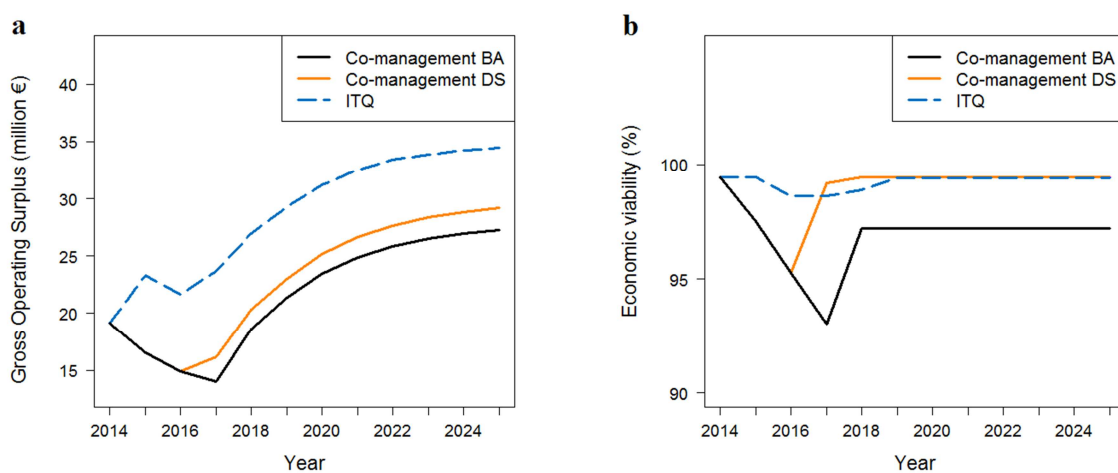 a
Gross Operating Surplus (million €)
40
35
30
25
20
15
Co-management BA
Co-management DS
ITQ
2014
2016
2018
2020
2022
2024
Year
b
Economic viability (%)
100
95
90
Co-management BA
Co-management DS
ITQ
2014
2016
2018
2020
2022
2024
Year